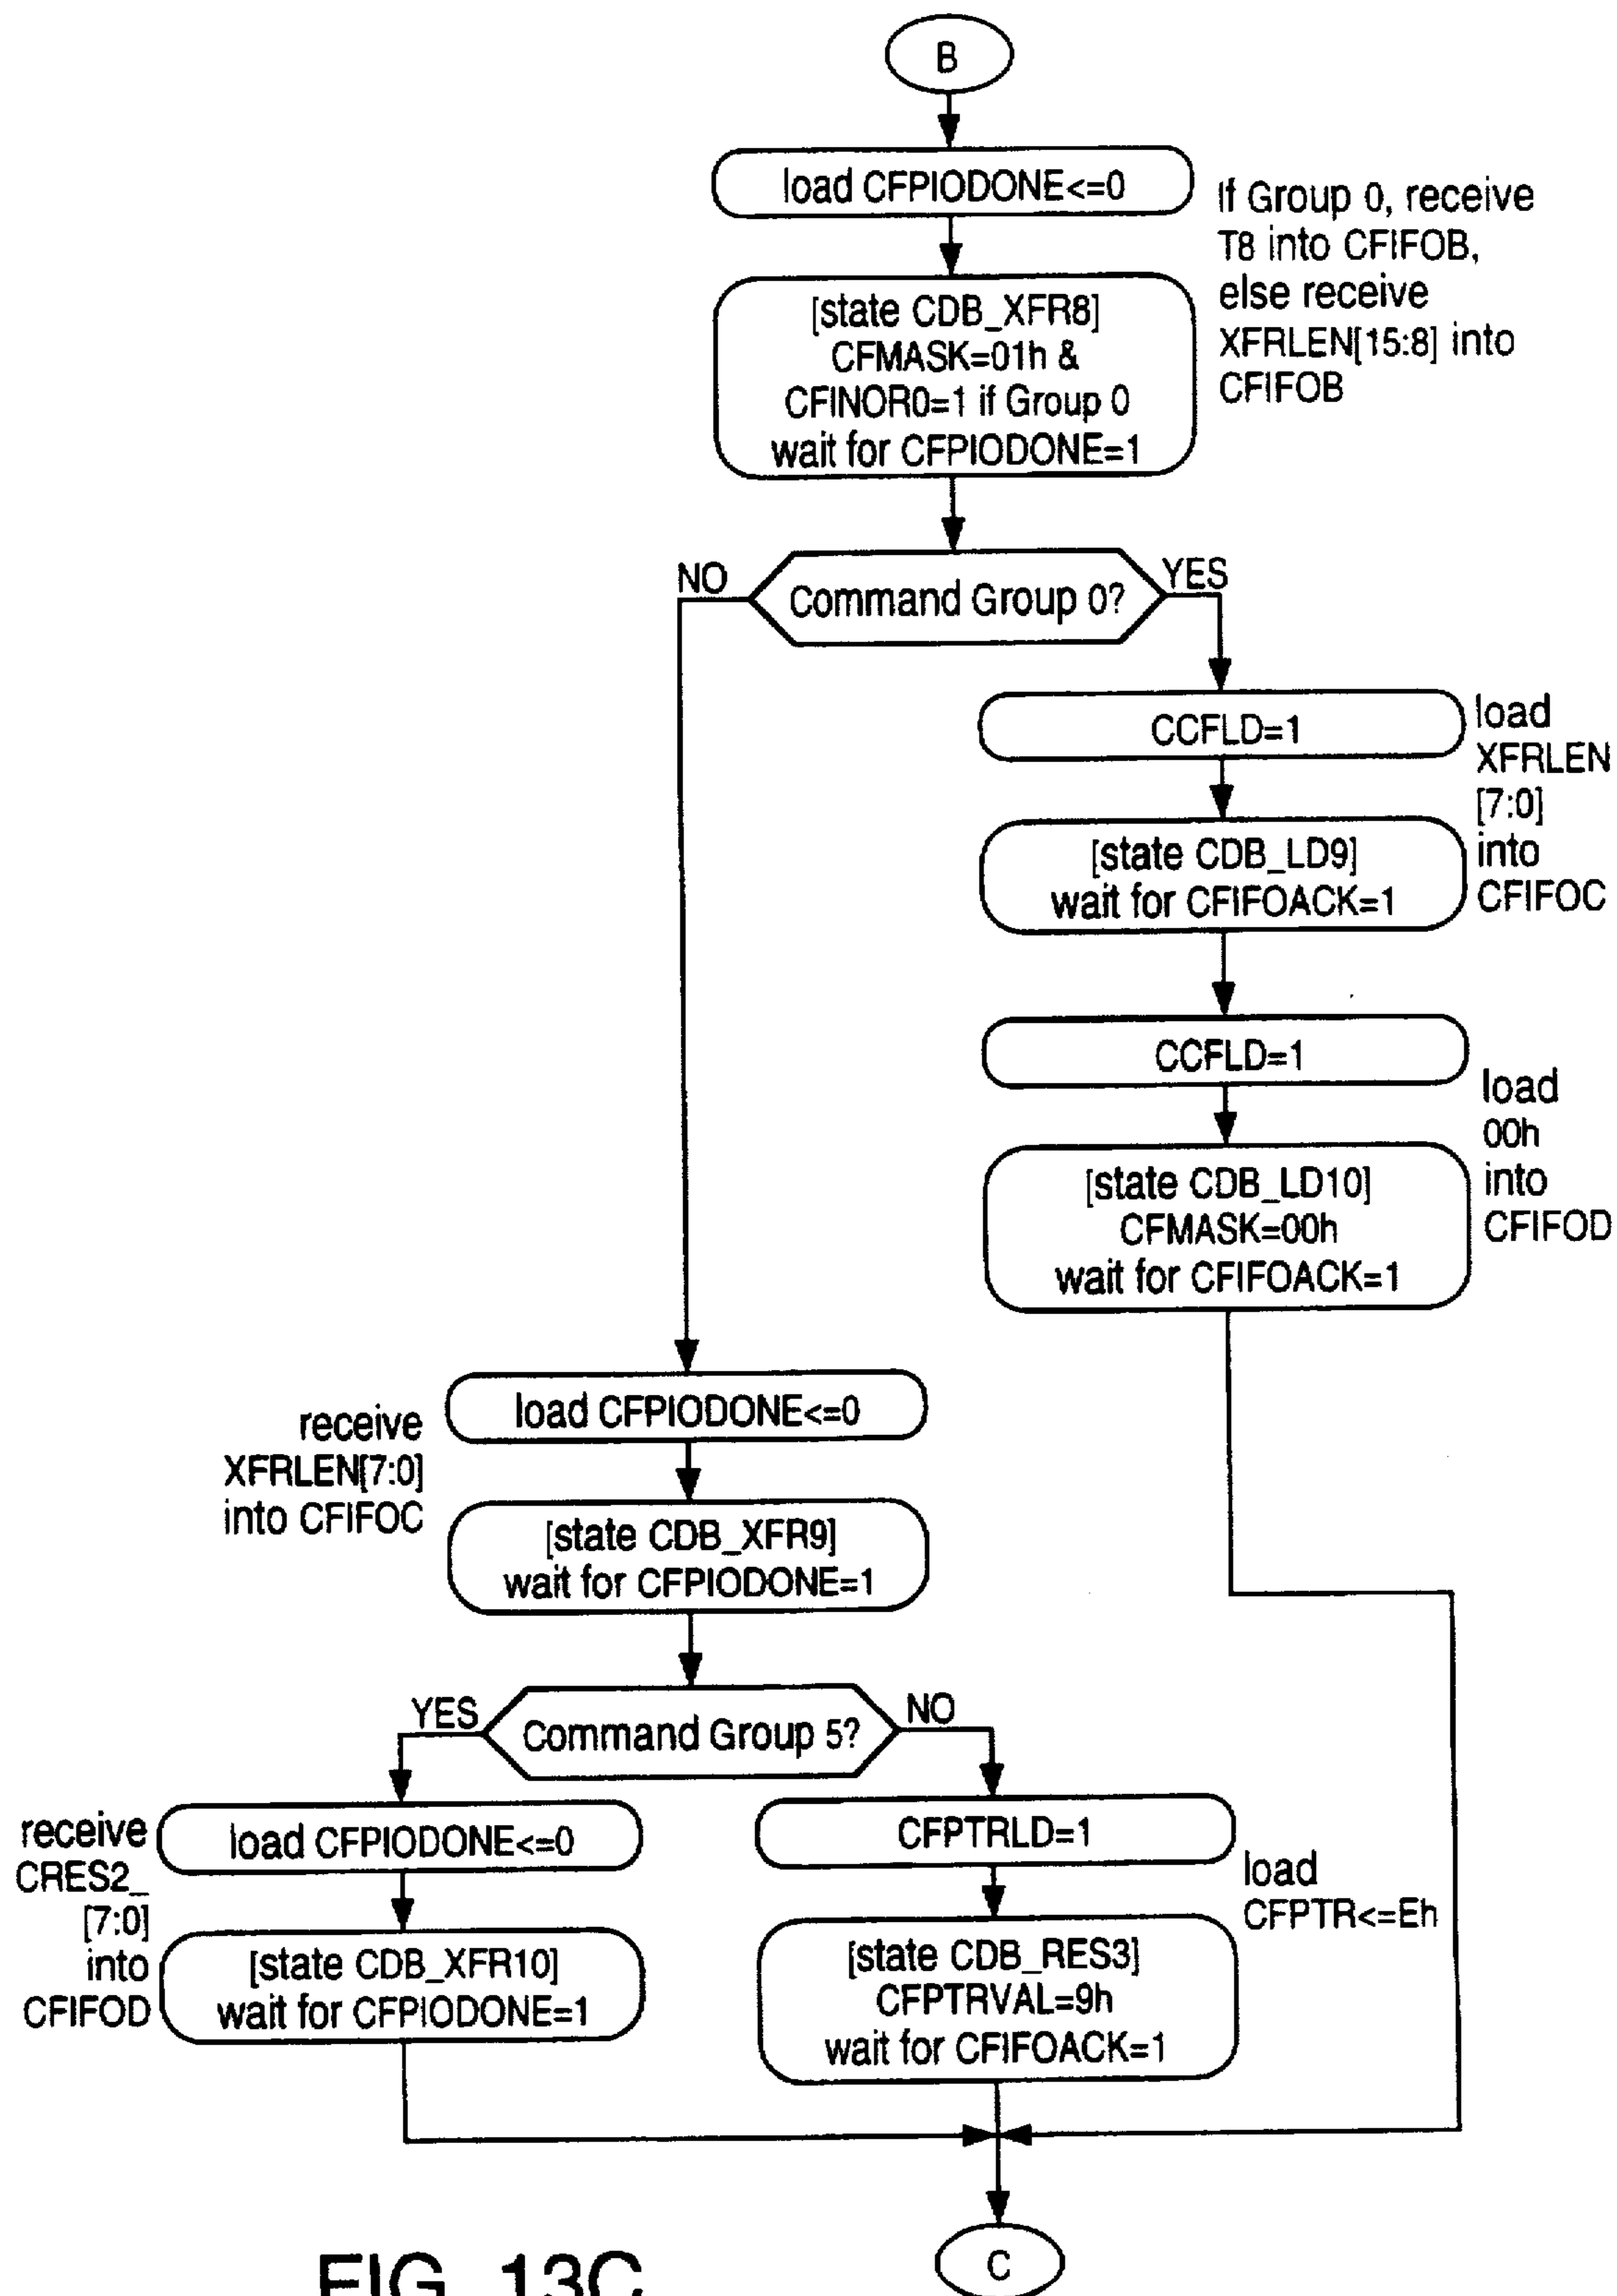 B
load CFPIODONE<=0
If Group 0, receive
T8 into CFIFOB,
else receive
XFRLEN[15:8] into
CFIFOB
[state CDB_XFR8]
CFMASK=01h &
CFINOR0=1 if Group 0
wait for CFPIODONE=1
NO
Command Group 0?
YES
CCFLD=1
load
XFRLEN
[7:0]
into
CFIFOC
[state CDB_LD9]
wait for CFIFOACK=1
CCFLD=1
load
00h
into
CFIFOD
[state CDB_LD10]
CFMASK=00h
wait for CFIFOACK=1
load CFPIODONE<=0
receive
XFRLEN[7:0]
into CFIFOC
[state CDB_XFR9]
wait for CFPIODONE=1
YES
Command Group 5?
NO
receive
CRES2_
[7:0]
into
CFIFOD
load CFPIODONE<=0
[state CDB_XFR10]
wait for CFPIODONE=1
CFPTRLD=1
load
CFPTR<=Eh
[state CDB_RES3]
CFPTRVAL=9h
wait for CFIFOACK=1
C
FIG. 13C